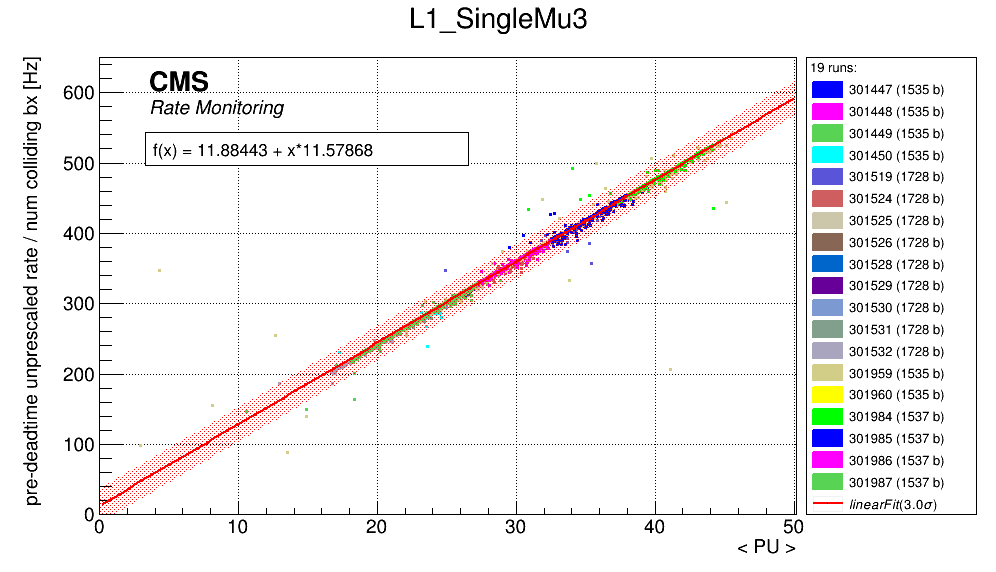 L1_SingleMu3
pre-deadtime unprescaled rate / num colliding bx [Hz]
CMS
Rate Monitoring
f(x) = 11.88443 + x*11.57868
600
500
400
300
200
100
0
0 10 20 30 40 50
< PU >
19 runs:
301447 (1535 b)
301448 (1535 b)
301449 (1535 b)
301450 (1535 b)
301519 (1728 b)
301524 (1728 b)
301525 (1728 b)
301526 (1728 b)
301528 (1728 b)
301529 (1728 b)
301530 (1728 b)
301531 (1728 b)
301532 (1728 b)
301959 (1535 b)
301960 (1535 b)
301984 (1537 b)
301985 (1537 b)
301986 (1537 b)
301987 (1537 b)
linearFit(3.0σ)